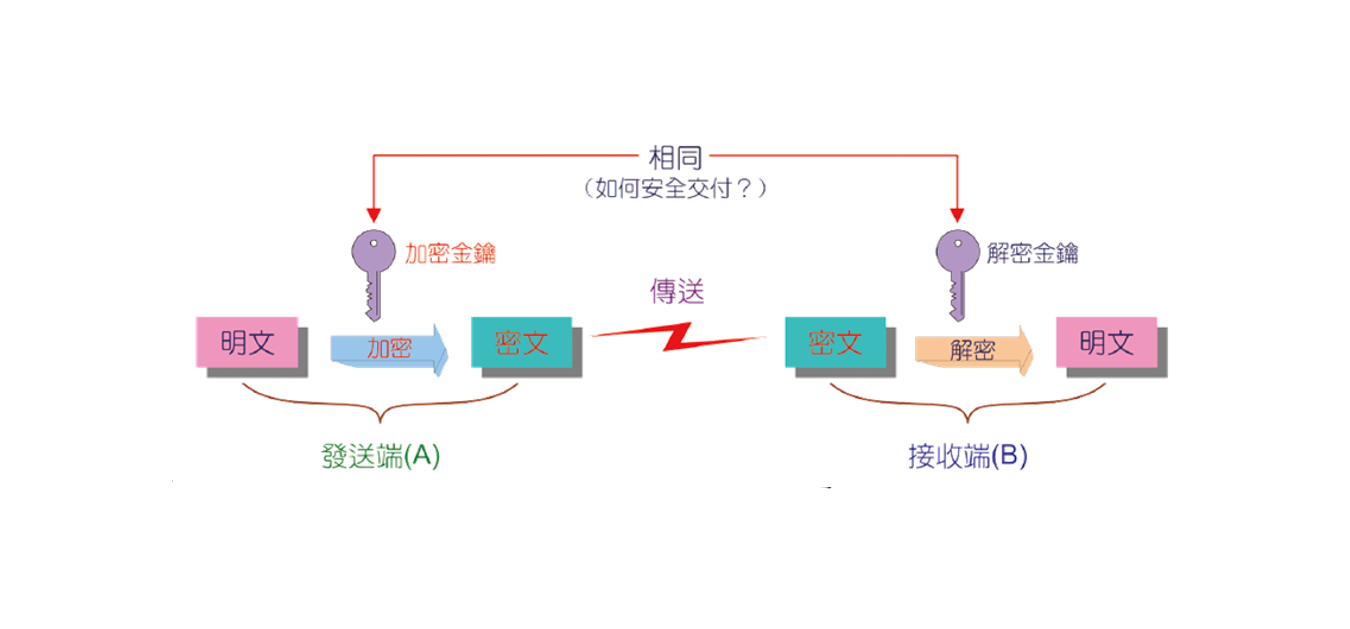 相同
（如何安全交付？）
加密金鑰
解密金鑰
傳送
明文
加密
密文
密文
解密
明文
發送端(A)
接收端(B)